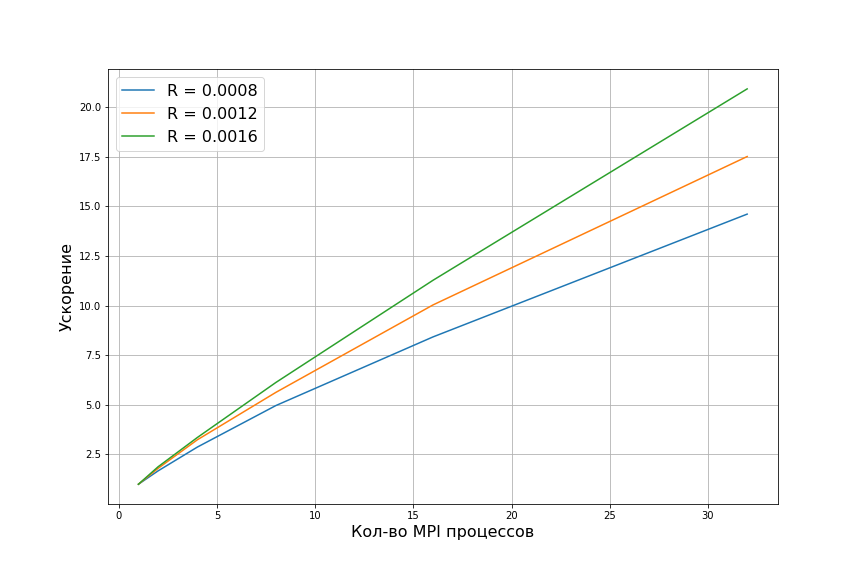 R = 0.0008
R = 0.0012
R = 0.0016
20.0
17.5
15.0
12.5
10.0
7.5
5.0
2.5
Ускорение
0 5 10 15 20 25 30
Кол-во MPI процессов